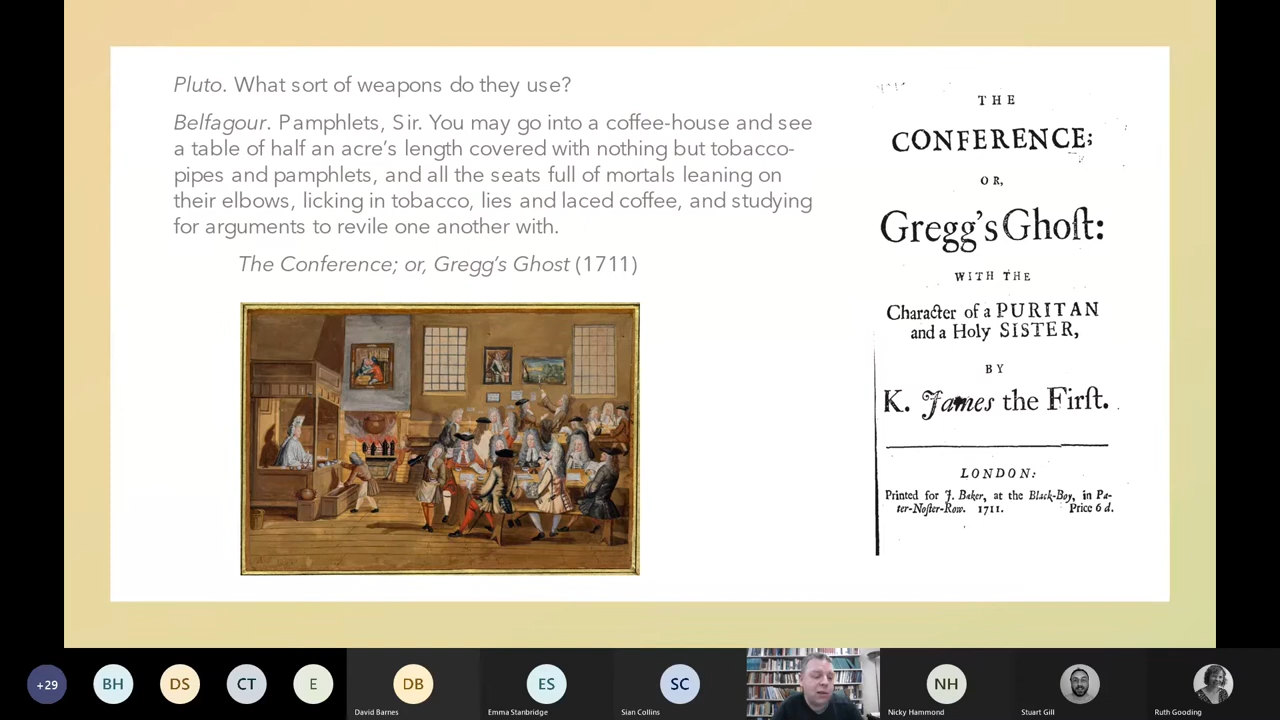 Pluto. What sort of weapons do they use?
Belfagour. Pamphlets, Sir. You may go into a coffee-house and see
a table of half an acre's length covered with nothing but tobacco-
pipes and pamphlets, and all the seats full of mortals leaning on
their elbows, licking in tobacco, lies and laced coffee, and studying
for arguments to revile one another with.
The Conference; or, Gregg's Ghost (1711)
THE
CONFERENCE;
OR,
Gregg's Ghoſt:
WITH THE
Character of a PURITAN
and a Holy SISTER,
BY
K. James the Firſt.
LONDON:
Printed for J. Baker, at the Black-Boy, in Pa-
ter-Noſter-Row. 1711. Price 6 d.
+29
BH
DS
CT
E
DB
David Barnes
ES
Emma Stanbridge
SC
Sian Collins
NH
Nicky Hammond
Stuart Gill
Ruth Gooding